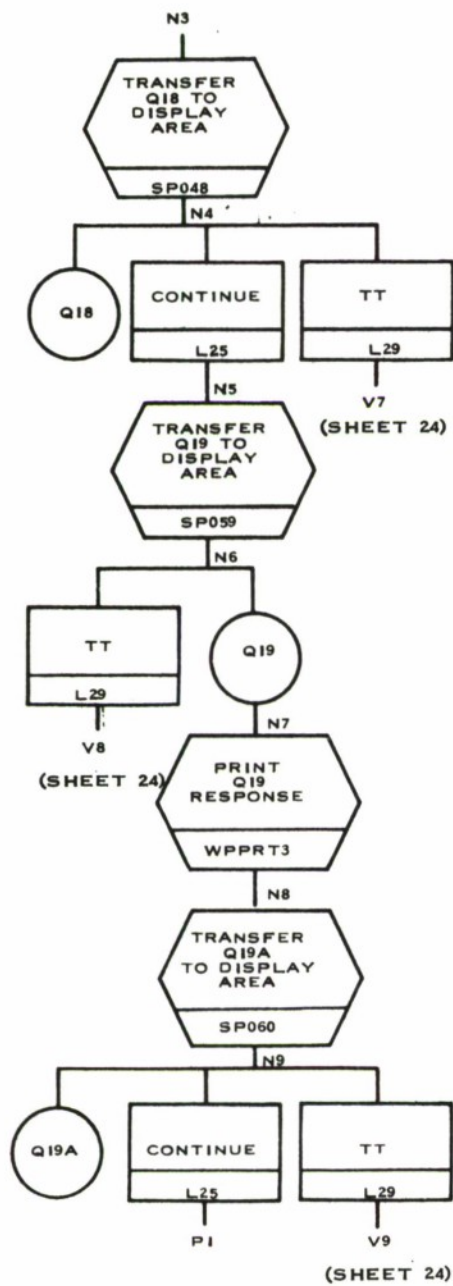 N3
TRANSFER
Q18 TO
DISPLAY
AREA
SP048
N4
Q18
CONTINUE
L25
TT
L29
N5
V7
(SHEET 24)
TRANSFER
Q19 TO
DISPLAY
AREA
SP059
N6
TT
L29
Q19
V8
(SHEET 24)
N7
PRINT
Q19
RESPONSE
WPPRT3
N8
TRANSFER
Q19A
TO DISPLAY
AREA
SP060
N9
Q19A
CONTINUE
L25
TT
L29
P1
V9
(SHEET 24)